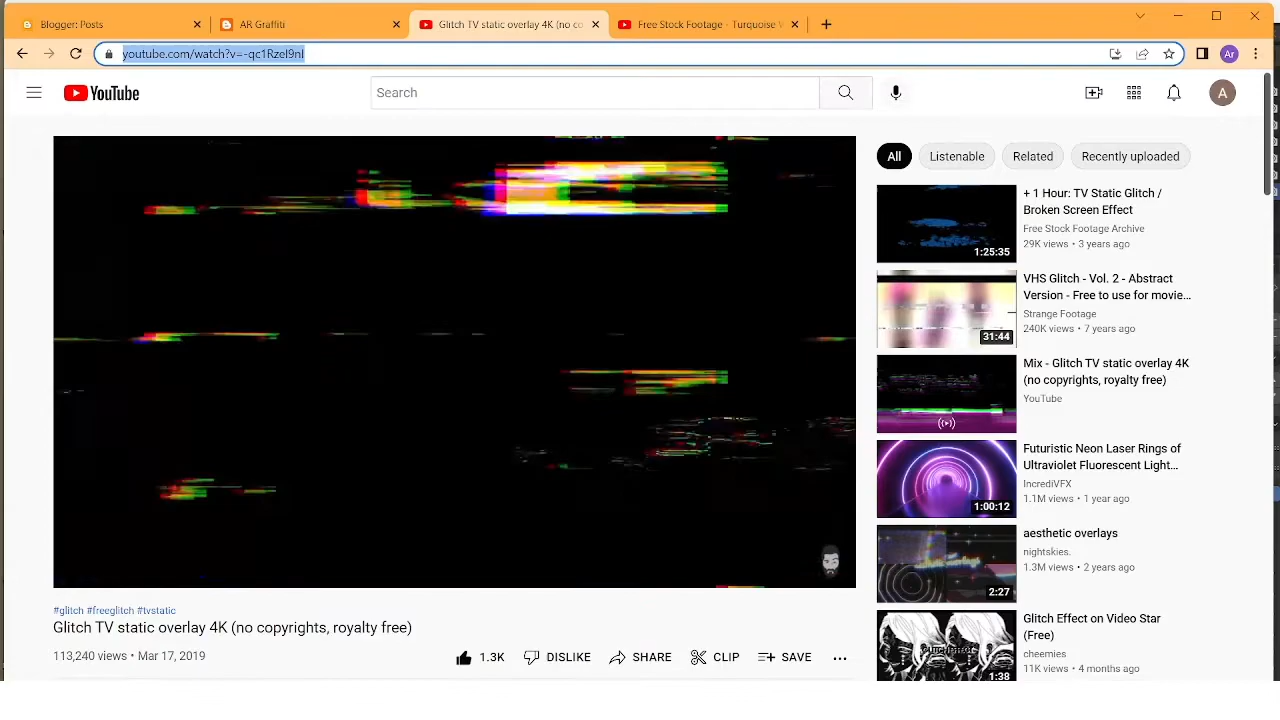 Blogger: Posts
AR Graffiti
Glitch TV static overlay 4K (no co
Free Stock Footage - Turquoise V
youtube.com/watch?v=-qc1RzeI9nI
Ar
YouTube
Search
A
All
Listenable
Related
Recently uploaded
+ 1 Hour: TV Static Glitch /
Broken Screen Effect
Free Stock Footage Archive
29K views • 3 years ago
1:25:35
VHS Glitch - Vol. 2 - Abstract
Version - Free to use for movie...
Strange Footage
240K views • 7 years ago
31:44
Mix - Glitch TV static overlay 4K
(no copyrights, royalty free)
YouTube
Futuristic Neon Laser Rings of
Ultraviolet Fluorescent Light...
IncrediVFX
1.1M views • 1 year ago
1:00:12
aesthetic overlays
nightskies.
1.3M views • 2 years ago
2:27
Glitch Effect on Video Star
(Free)
cheemies
11K views • 4 months ago
1:38
#glitch #freeglitch #tvstatic
Glitch TV static overlay 4K (no copyrights, royalty free)
113,240 views • Mar 17, 2019
1.3K
DISLIKE
SHARE
CLIP
SAVE